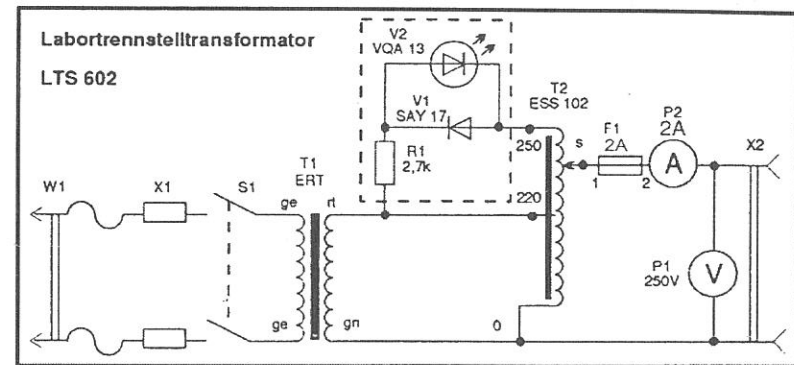 Labortrennstelltransformator
LTS 602
V2
VQA 13
V1
SAY 17
R1
2,7k
T2
ESS 102
250
220
0
s
F1
2A
1
2
P2
2A
A
X2
P1
250V
V
W1
X1
S1
T1
ERT
ge
rt
ge
gn